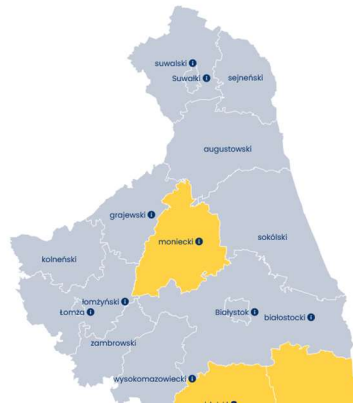 suwalski
Suwałki
sejneński
augustowski
grajewski
moniecki
sokólski
kolneński
łomżyński
Łomża
Białystok
białostocki
zambrowski
wysokomazowiecki